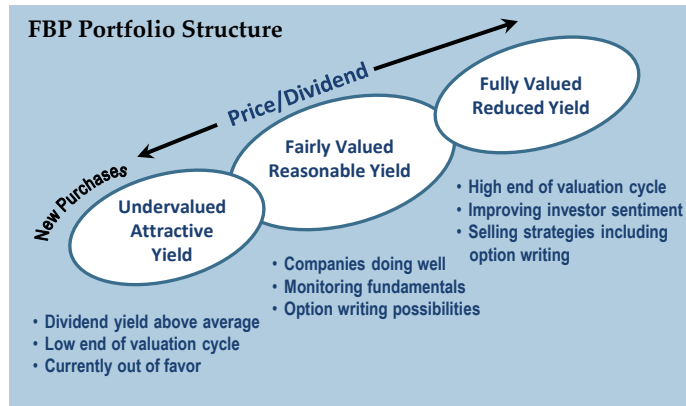 FBP Portfolio Structure
Price/Dividend
Fully Valued
Reduced Yield
Fairly Valued
Reasonable Yield
New Purchases
Undervalued
Attractive
Yield
• High end of valuation cycle
• Improving investor sentiment
• Selling strategies including
option writing
• Companies doing well
• Monitoring fundamentals
• Option writing possibilities
• Dividend yield above average
• Low end of valuation cycle
• Currently out of favor